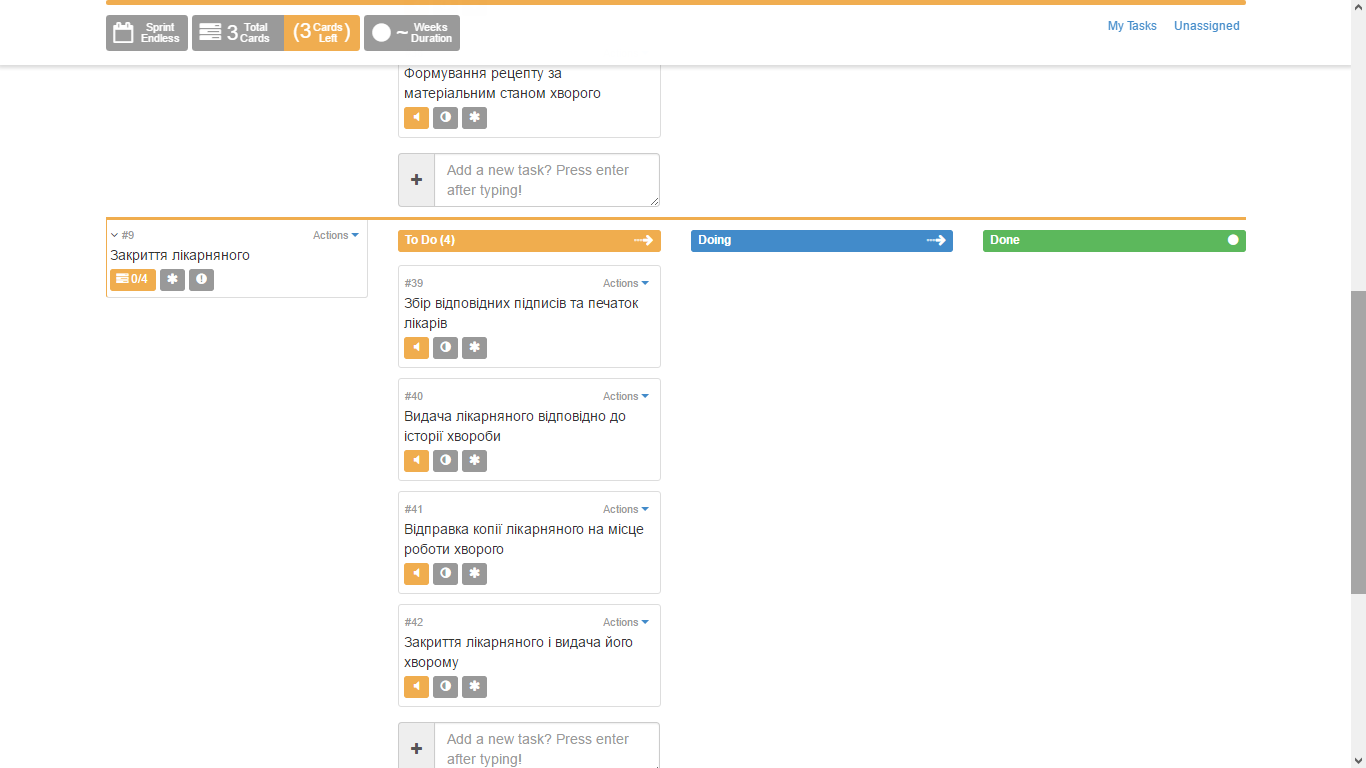 Sprint
Endless
3 Total
Cards
(3 Cards
Left )
~ Weeks
Duration
My Tasks
Unassigned
Формування рецепту за
матеріальним станом хворого
Add a new task? Press enter
after typing!
#9
Actions
Закриття лікарняного
0/4
To Do (4)
Doing
Done
#39
Actions
Збір відповідних підписів та печаток
лікарів
#40
Actions
Видача лікарняного відповідно до
історії хвороби
#41
Actions
Відправка копії лікарняного на місце
роботи хворого
#42
Actions
Закриття лікарняного і видача його
хворому
Add a new task? Press enter
after typing!